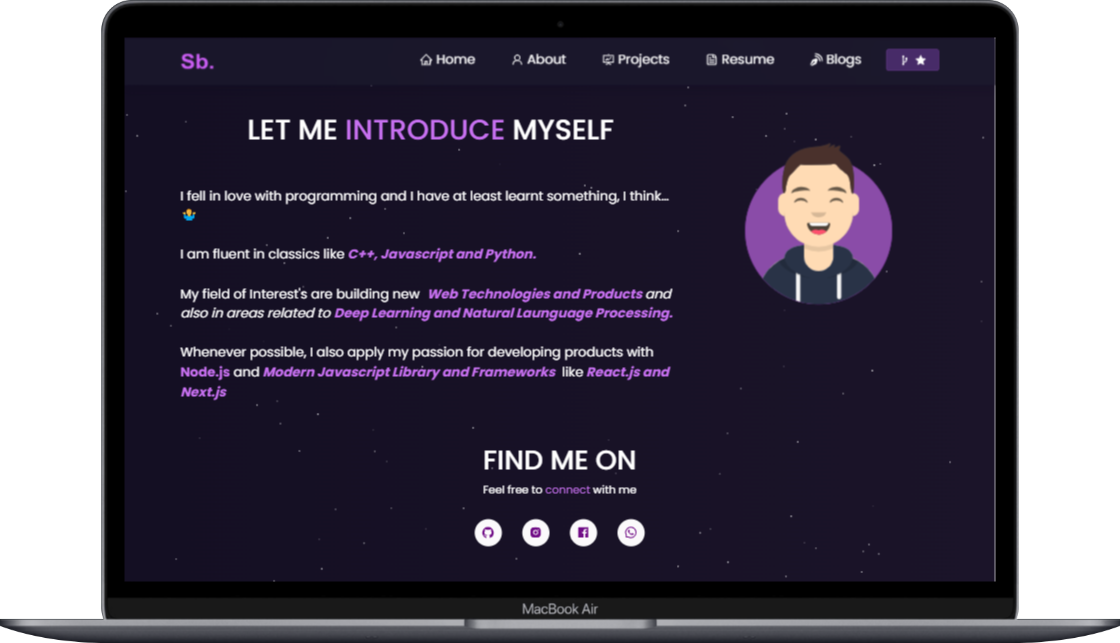 Sb.
Home
About
Projects
Resume
Blogs
LET ME INTRODUCE MYSELF
I fell in love with programming and I have at least learnt something, I think...
🤷‍♂️
I am fluent in classics like C++, Javascript and Python.
My field of Interest's are building new Web Technologies and Products and
also in areas related to Deep Learning and Natural Launguage Processing.
Whenever possible, I also apply my passion for developing products with
Node.js and Modern Javascript Library and Frameworks like React.js and
Next.js
FIND ME ON
Feel free to connect with me
MacBook Air